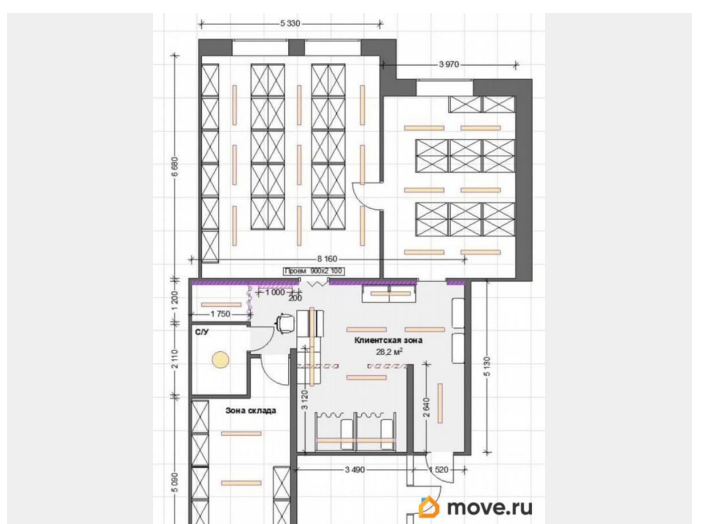 5 330
3 970
6 680
8 160
Проем 900x2 100
1 000
200
1 200
1 750
С/У
Клиентская зона
28,2 м²
2 110
3 120
2 640
5 130
Зона склада
3 490
1 520
5 090
move.ru